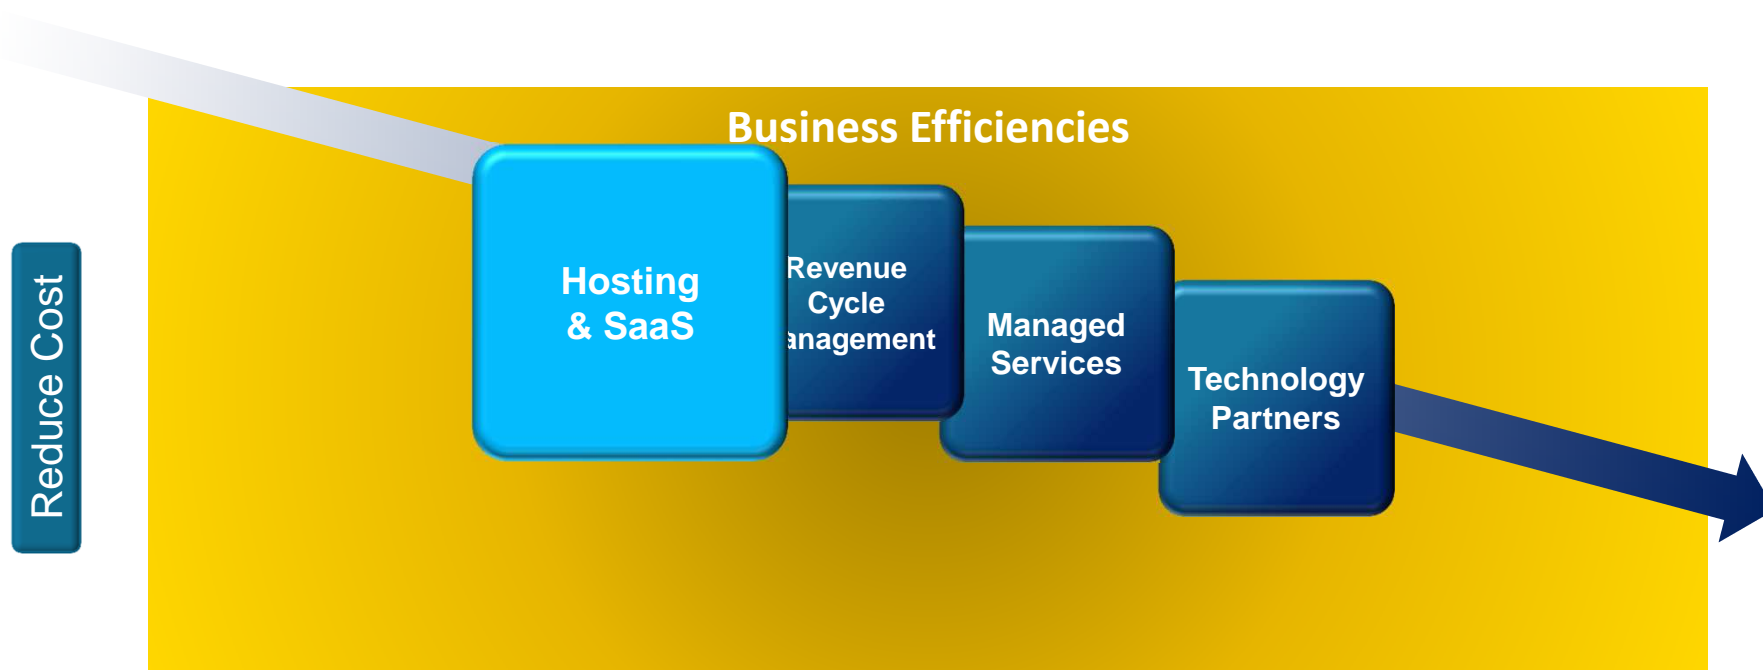 Business Efficiencies
Reduce Cost
Hosting
& SaaS
Revenue
Cycle
anagement
Managed
Services
Technology
Partners